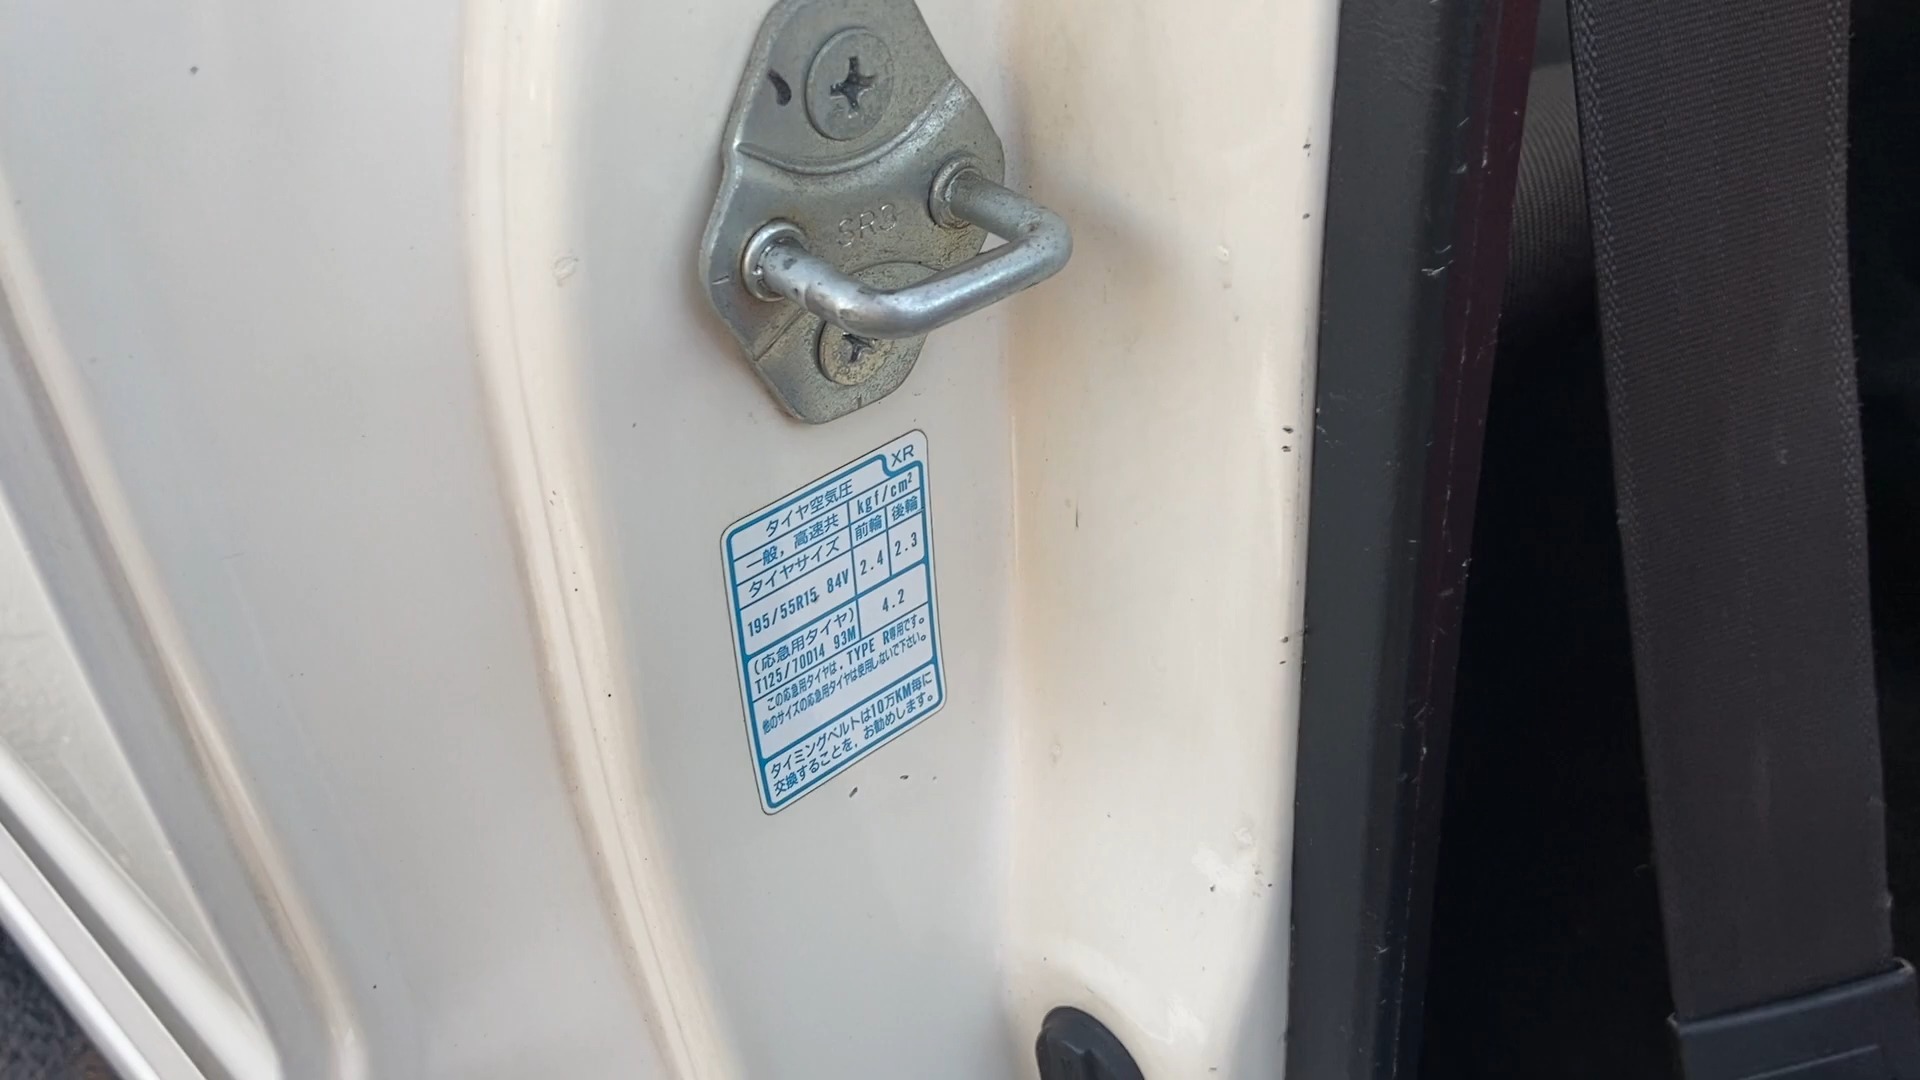 SR3
XR
タイヤ空気圧 kgf/cm²
一般，高速共
タイヤサイズ 前輪 後輪
195/55R15 84V 2.4 2.3
(応急用タイヤ)
T125/70D14 93M 4.2
この応急用タイヤは，TYPE R専用です。
他のサイズの応急用タイヤは使用しないで下さい。
タイミングベルトは10万KM毎に
交換することを，お勧めします。